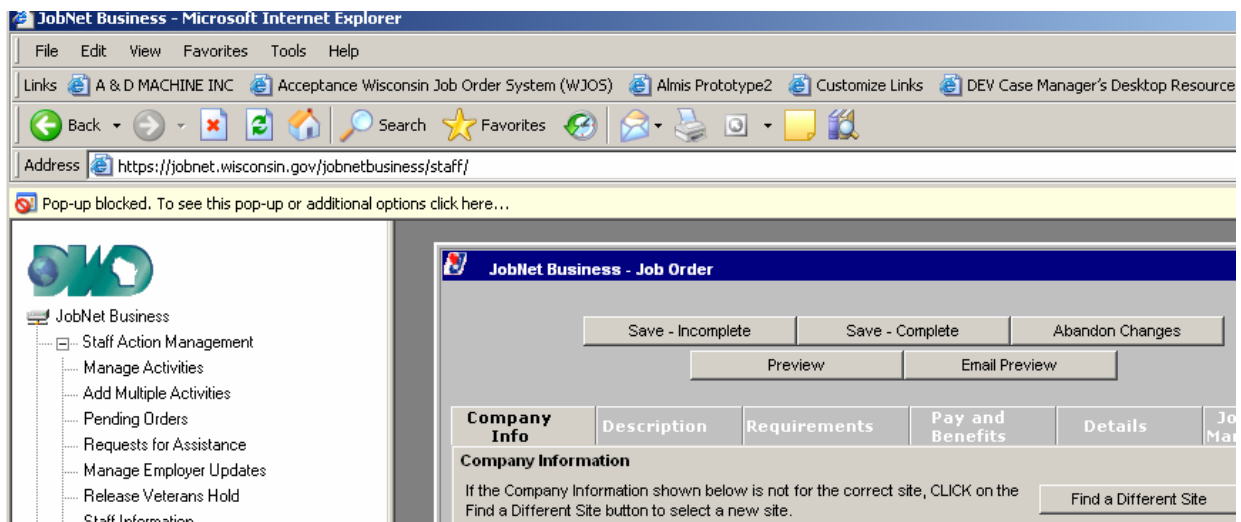 JobNet Business - Microsoft Internet Explorer
File Edit View Favorites Tools Help
Links A & D MACHINE INC Acceptance Wisconsin Job Order System (WJOS) Almis Prototype2 Customize Links DEV Case Manager's Desktop Resource
Back Search Favorites
Address https://jobnet.wisconsin.gov/jobnetbusiness/staff/
Pop-up blocked. To see this pop-up or additional options click here...
DWD
JobNet Business
Staff Action Management
Manage Activities
Add Multiple Activities
Pending Orders
Requests for Assistance
Manage Employer Updates
Release Veterans Hold
Staff Information
JobNet Business - Job Order
Save - Incomplete Save - Complete Abandon Changes
Preview Email Preview
Company Info Description Requirements Pay and Benefits Details
Company Information
If the Company Information shown below is not for the correct site, CLICK on the
Find a Different Site button to select a new site.
Find a Different Site